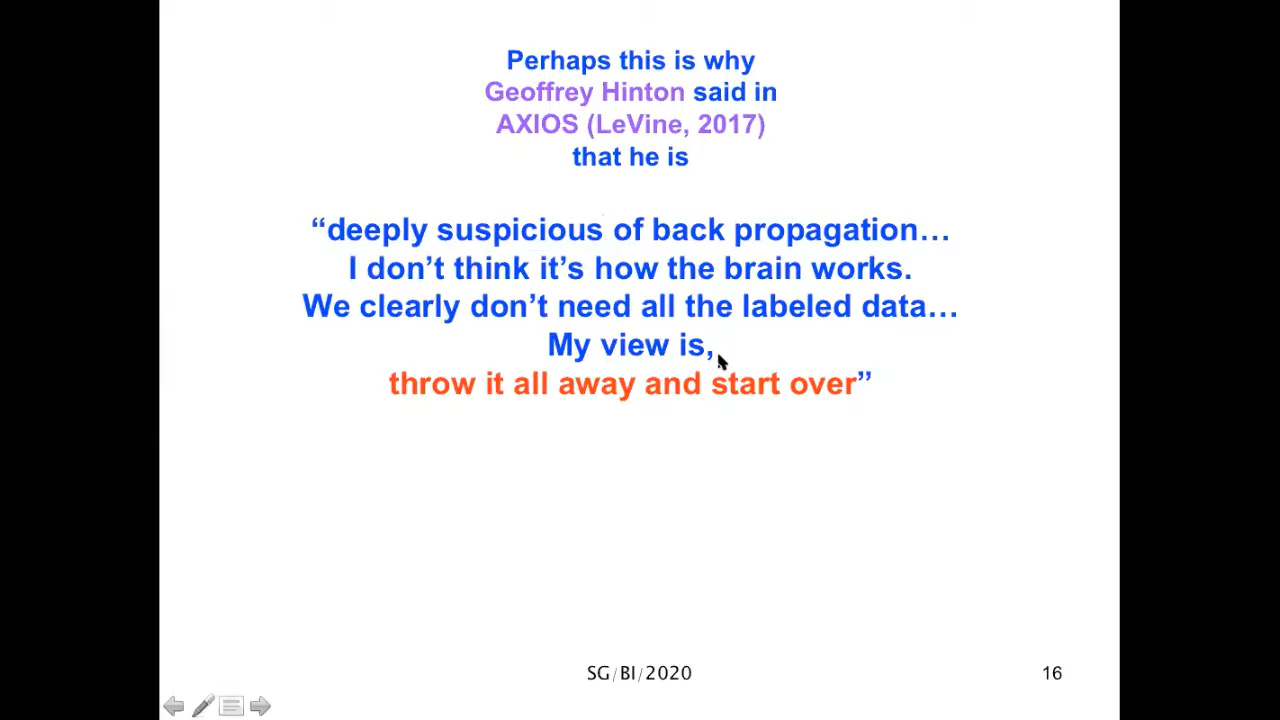 Perhaps this is why
Geoffrey Hinton said in
AXIOS (LeVine, 2017)
that he is
“deeply suspicious of back propagation…
I don’t think it’s how the brain works.
We clearly don’t need all the labeled data…
My view is,
throw it all away and start over”
SG/BI/2020
16